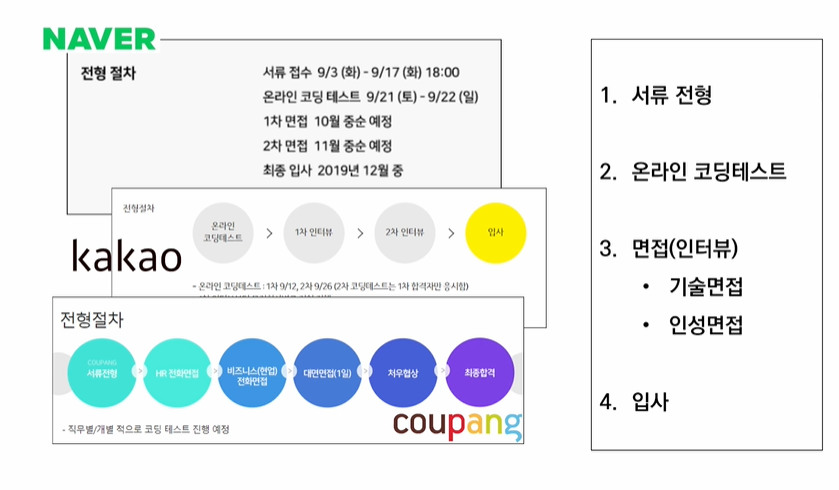 NAVER
전형 절차
서류 접수 9/3 (화) - 9/17 (화) 18:00
온라인 코딩 테스트 9/21 (토) - 9/22 (일)
1차 면접 10월 중순 예정
2차 면접 11월 중순 예정
최종 입사 2019년 12월 중
전형절차
온라인
코딩테스트
>
1차 인터뷰
>
2차 인터뷰
>
입사
kakao
- 온라인 코딩테스트 : 1차 9/12, 2차 9/26 (2차 코딩테스트는 1차 합격자만 응시함)
전형절차
COUPANG
서류전형
>
HR 전화면접
>
비즈니스(현업)
전화면접
>
대면면접(1일)
>
처우협상
>
최종합격
- 직무별/개별 적으로 코딩 테스트 진행 예정
coupang
1. 서류 전형
2. 온라인 코딩테스트
3. 면접(인터뷰)
• 기술면접
• 인성면접
4. 입사